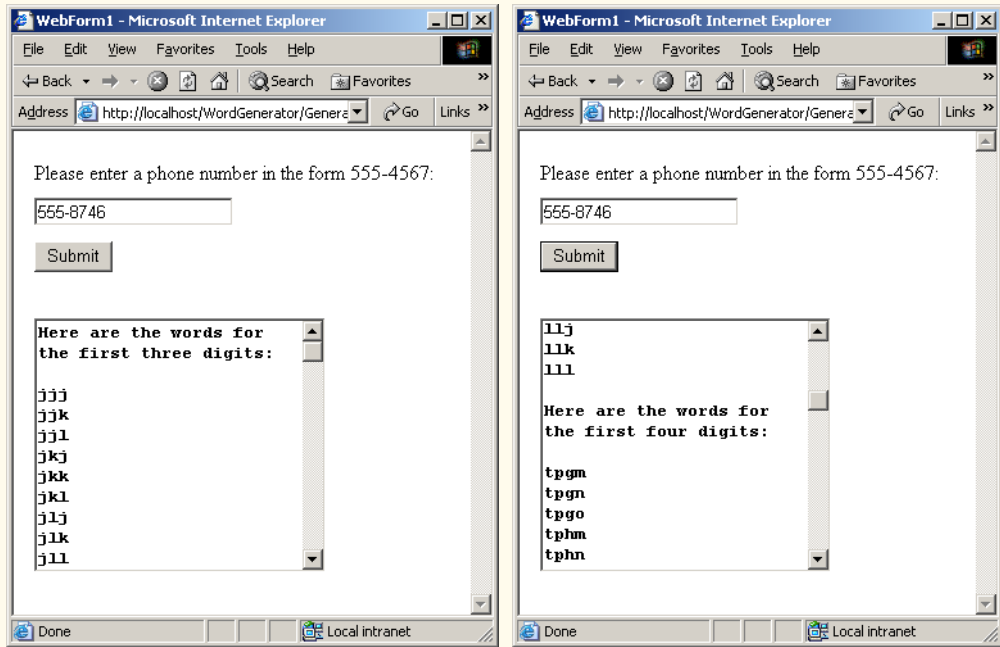 WebForm1 - Microsoft Internet Explorer
File Edit View Favorites Tools Help
Back Search Favorites »
Address http://localhost/WordGenerator/Genera Go Links »
Please enter a phone number in the form 555-4567:
555-8746
Submit
Here are the words for
the first three digits:
jjj
jjk
jjl
jkj
jkk
jkl
jlj
jlk
jll
Done Local intranet
WebForm1 - Microsoft Internet Explorer
File Edit View Favorites Tools Help
Back Search Favorites »
Address http://localhost/WordGenerator/Genera Go Links »
Please enter a phone number in the form 555-4567:
555-8746
Submit
llj
llk
lll
Here are the words for
the first four digits:
tpgm
tpgn
tpgo
tphm
tphn
Done Local intranet